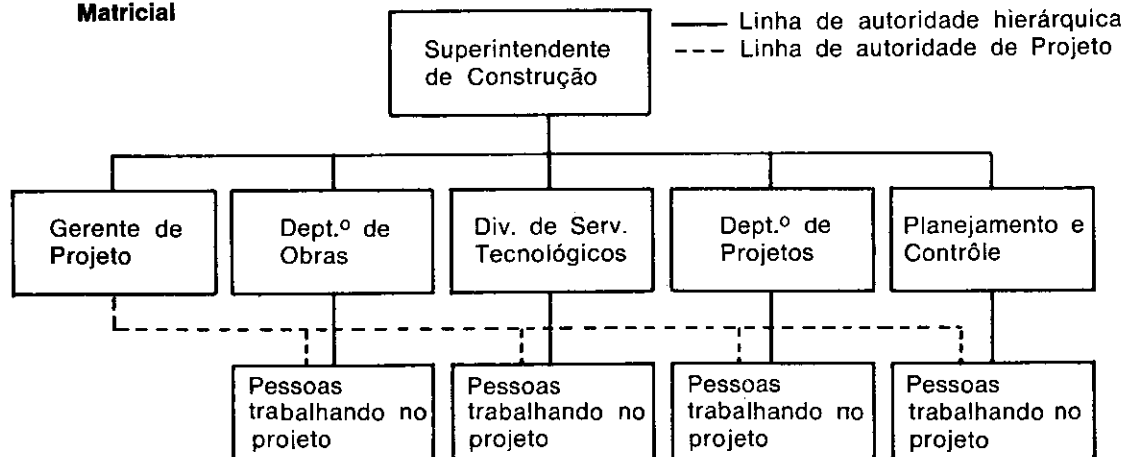 Matricial
Linha de autoridade hierárquica
Linha de autoridade de Projeto
Superintendente
de Construção
Gerente de
Projeto
Dept.º de
Obras
Div. de Serv.
Tecnológicos
Dept.º de
Projetos
Planejamento e
Contrôle
Pessoas
trabalhando no
projeto
Pessoas
trabalhando no
projeto
Pessoas
trabalhando no
projeto
Pessoas
trabalhando no
projeto